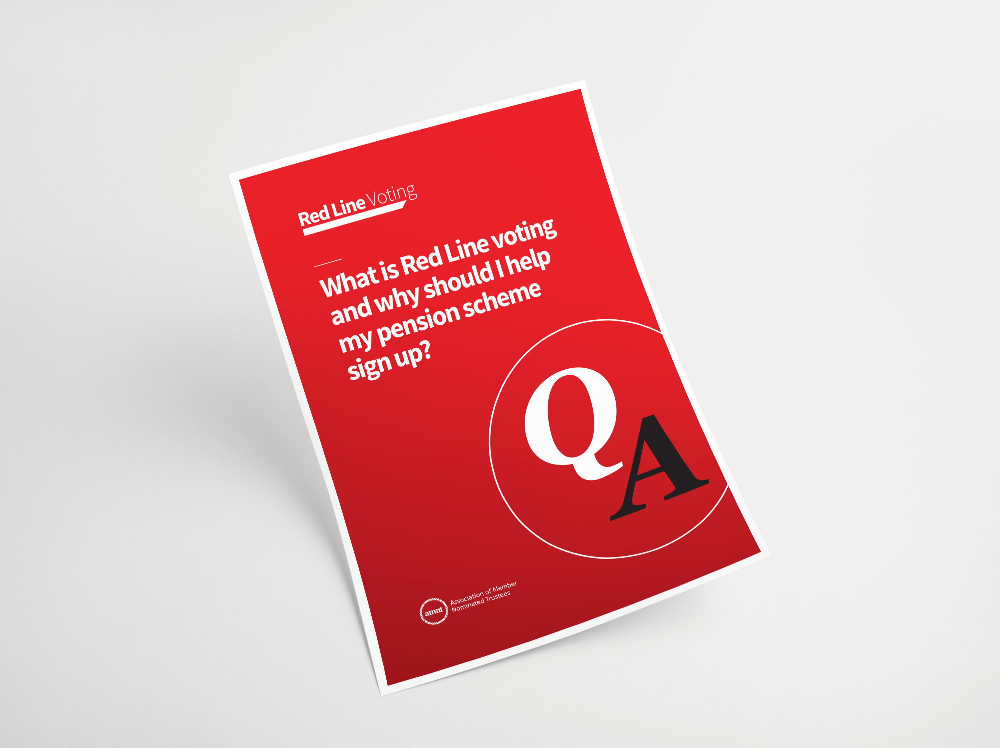 Red Line Voting
What is Red Line voting
and why should I help
my pension scheme
sign up?
Q
A
amnt
Association of Member
Nominated Trustees